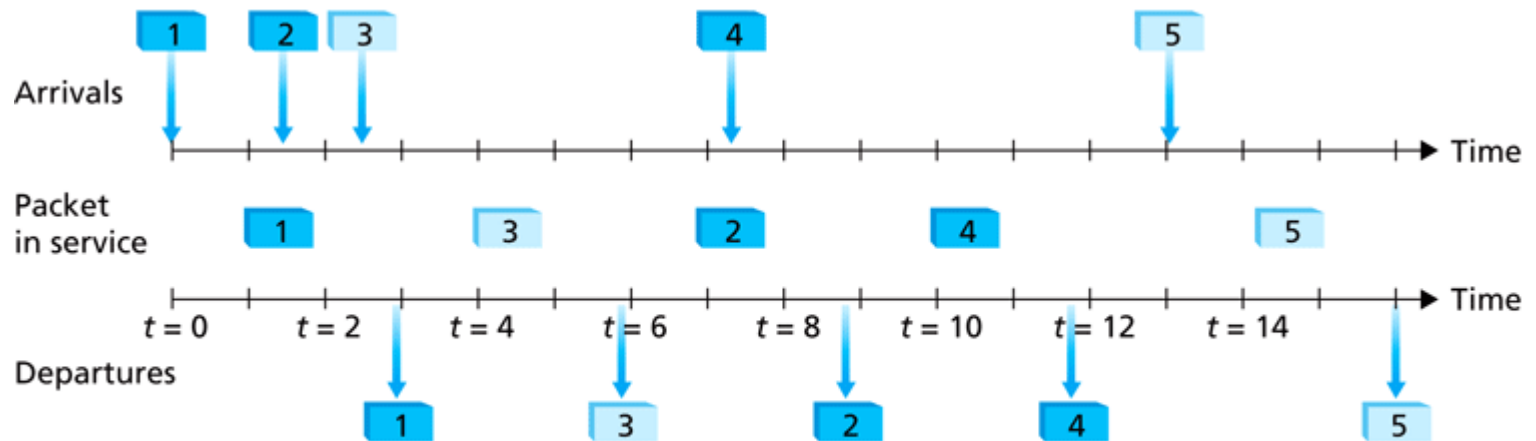 1 2 3 4 5
Arrivals
Time
Packet
in service
1 3 2 4 5
Time
t = 0 t = 2 t = 4 t = 6 t = 8 t = 10 t = 12 t = 14
Departures
1 3 2 4 5